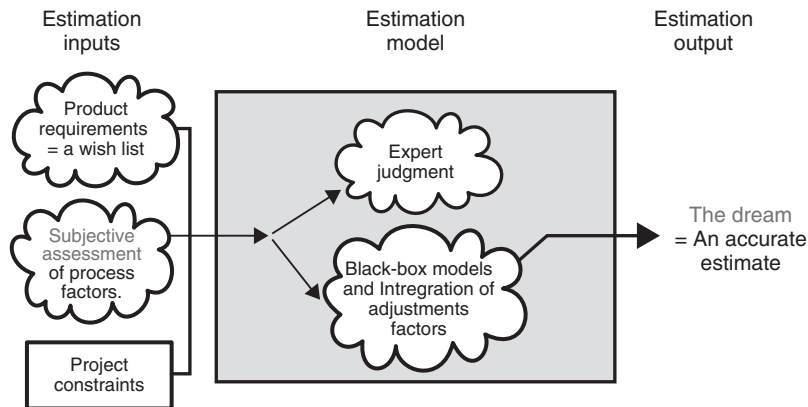 Estimation
inputs
Estimation
model
Estimation
output
Product
requirements
= a wish list
Subjective
assessment
of process
factors.
Project
constraints
Expert
judgment
Black-box models
and Intregration of
adjustments
factors
The dream
= An accurate
estimate